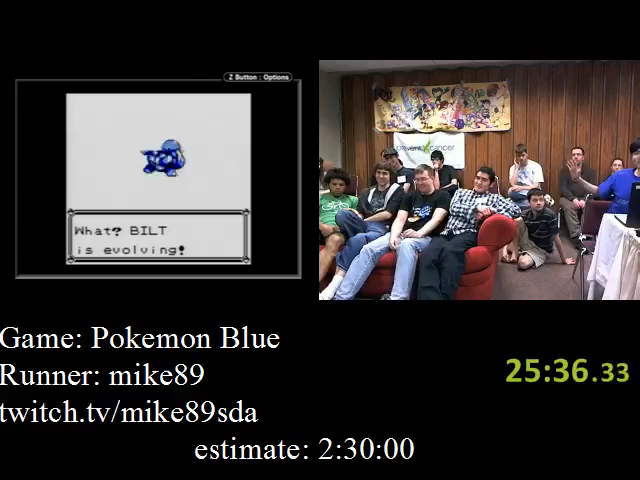 Z Button : Options
What? BILT
is evolving!
prevent cancer
Game: Pokemon Blue
Runner: mike89
twitch.tv/mike89sda
estimate: 2:30:00
25:36.33